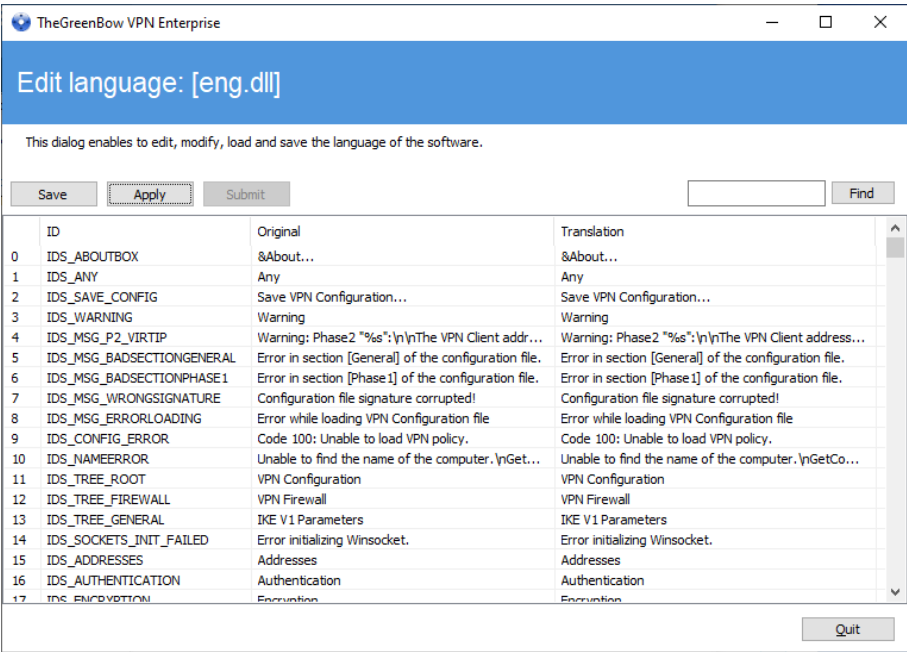 TheGreenBow VPN Enterprise
Edit language: [eng.dll]
This dialog enables to edit, modify, load and save the language of the software.
Save Apply Submit Find
ID Original Translation
0 IDS_ABOUTBOX &About... &About...
1 IDS_ANY Any Any
2 IDS_SAVE_CONFIG Save VPN Configuration... Save VPN Configuration...
3 IDS_WARNING Warning Warning
4 IDS_MSG_P2_VIRTIP Warning: Phase2 "%s":\n\nThe VPN Client addr... Warning: Phase2 "%s":\n\nThe VPN Client address...
5 IDS_MSG_BADSECTIONGENERAL Error in section [General] of the configuration file. Error in section [General] of the configuration file.
6 IDS_MSG_BADSECTIONPHASE1 Error in section [Phase1] of the configuration file. Error in section [Phase1] of the configuration file.
7 IDS_MSG_WRONGSIGNATURE Configuration file signature corrupted! Configuration file signature corrupted!
8 IDS_MSG_ERRORLOADING Error while loading VPN Configuration file Error while loading VPN Configuration file
9 IDS_CONFIG_ERROR Code 100: Unable to load VPN policy. Code 100: Unable to load VPN policy.
10 IDS_NAMEERROR Unable to find the name of the computer.\nGet... Unable to find the name of the computer.\nGetCo...
11 IDS_TREE_ROOT VPN Configuration VPN Configuration
12 IDS_TREE_FIREWALL VPN Firewall VPN Firewall
13 IDS_TREE_GENERAL IKE V1 Parameters IKE V1 Parameters
14 IDS_SOCKETS_INIT_FAILED Error initializing Winsocket. Error initializing Winsocket.
15 IDS_ADDRESSES Addresses Addresses
16 IDS_AUTHENTICATION Authentication Authentication
17 IDS_ENCRYPTION Encryption Encryption
Quit